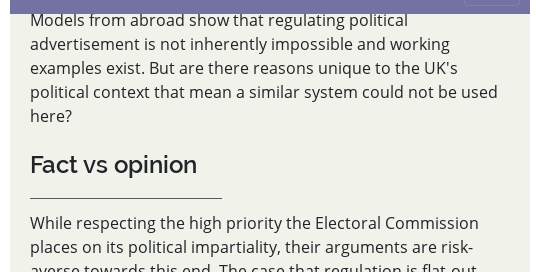 Models from abroad show that regulating political
advertisement is not inherently impossible and working
examples exist. But are there reasons unique to the UK's
political context that mean a similar system could not be used
here?
Fact vs opinion
While respecting the high priority the Electoral Commission
places on its political impartiality, their arguments are risk-
averse towards this end. The case that regulation is flat-out